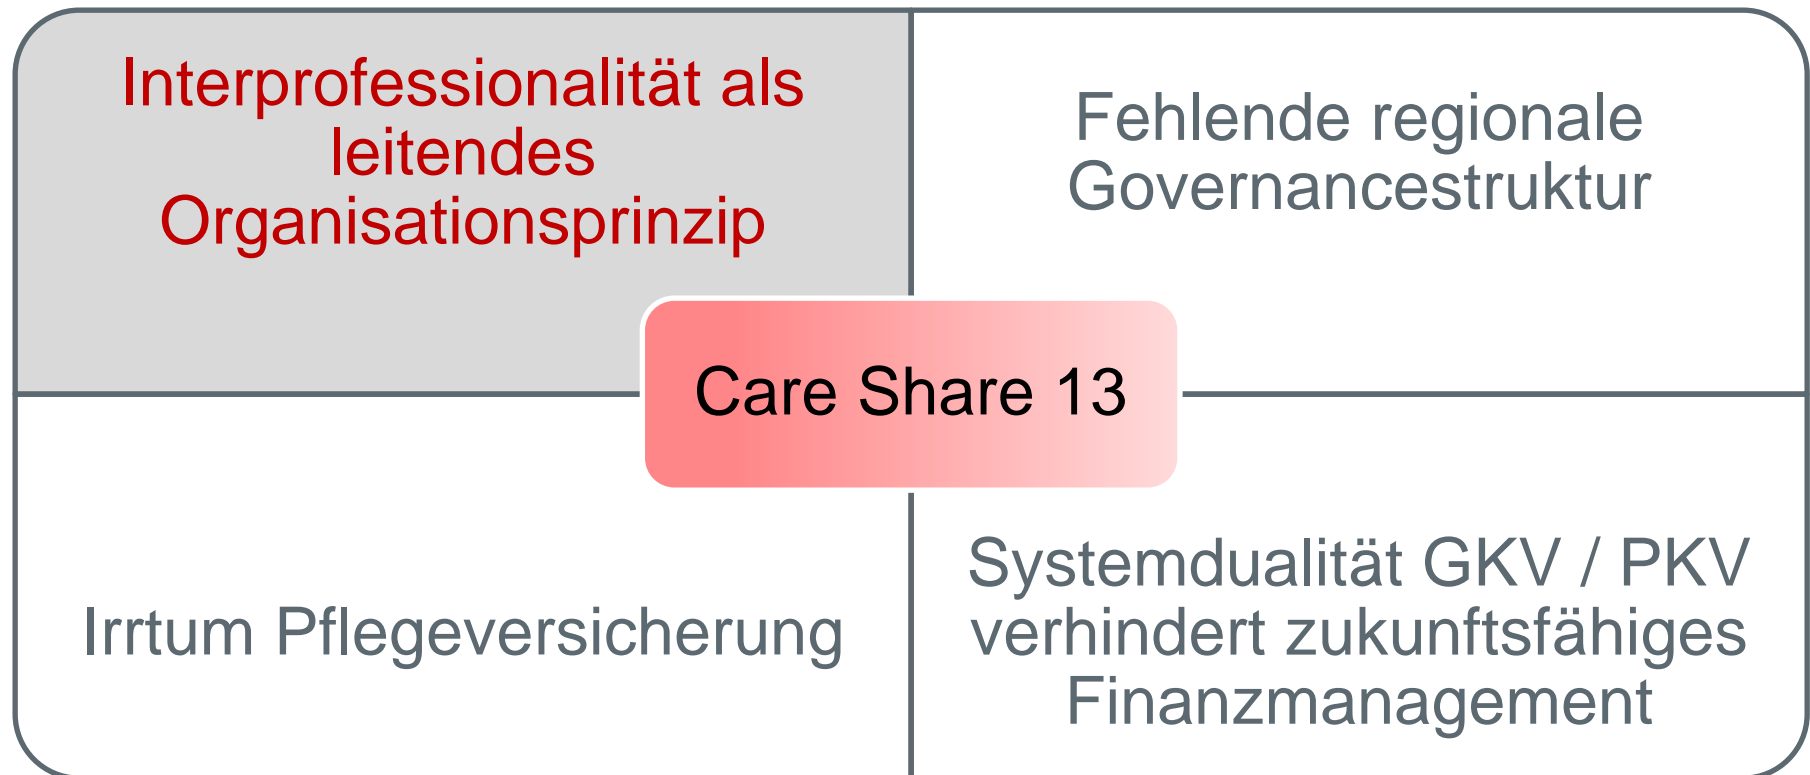 Interprofessionalität als
leitendes
Organisationsprinzip
Fehlende regionale
Governancestruktur
Care Share 13
Irrtum Pflegeversicherung
Systemdualität GKV / PKV
verhindert zukunftsfähiges
Finanzmanagement